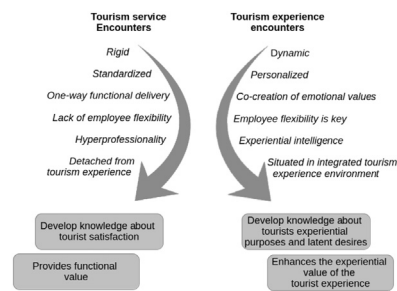 Tourism service
Encounters
Rigid
Standardized
One-way functional delivery
Lack of employee flexibility
Hyperprofessionality
Detached from
tourism experience
Develop knowledge about
tourist satisfaction
Provides functional
value
Tourism experience
encounters
Dynamic
Personalized
Co-creation of emotional values
Employee flexibility is key
Experiential intelligence
Situated in integrated tourism
experience environment
Develop knowledge about
tourists experiential
purposes and latent desires
Enhances the experiential
value of the
tourist experience